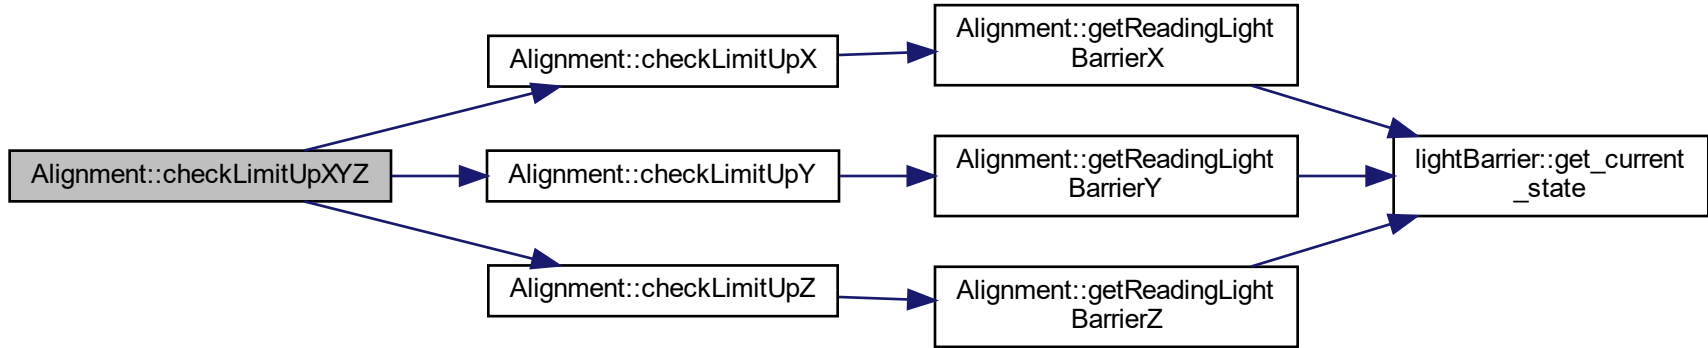 Alignment::checkLimitUpXYZ
Alignment::checkLimitUpX
Alignment::checkLimitUpY
Alignment::checkLimitUpZ
Alignment::getReadingLight
BarrierX
Alignment::getReadingLight
BarrierY
Alignment::getReadingLight
BarrierZ
lightBarrier::get_current
_state